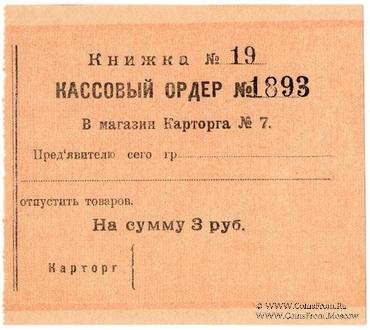 Книжка № 19
КАССОВЫЙ ОРДЕР №1893
В магазин Карторга № 7.
Пред'явителю сего гр
отпустить товаров.
На сумму 3 руб.
Карторг
© www.CoinsFrom.Ru
www.CoinsFrom.Moscow